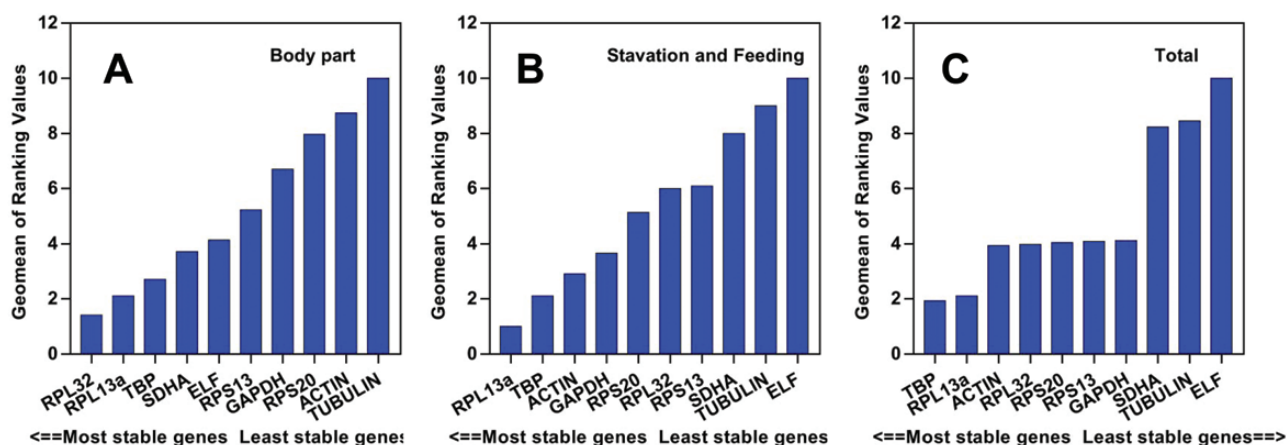 A
Body part
Geomean of Ranking Values
12
10
8
6
4
2
0
RPL32
RPL13a
TBP
SDHA
ELF
RPS13
GAPDH
RPS20
ACTIN
TUBULIN
<==Most stable genes Least stable genes
B
Stavation and Feeding
Geomean of Ranking Values
12
10
8
6
4
2
0
RPL13a
TBP
ACTIN
GAPDH
RPS20
RPL32
RPS13
SDHA
TUBULIN
ELF
<==Most stable genes Least stable genes
C
Total
Geomean of Ranking Values
12
10
8
6
4
2
0
TBP
RPL13a
ACTIN
RPL32
RPS20
RPS13
GAPDH
SDHA
TUBULIN
ELF
<==Most stable genes Least stable genes==>